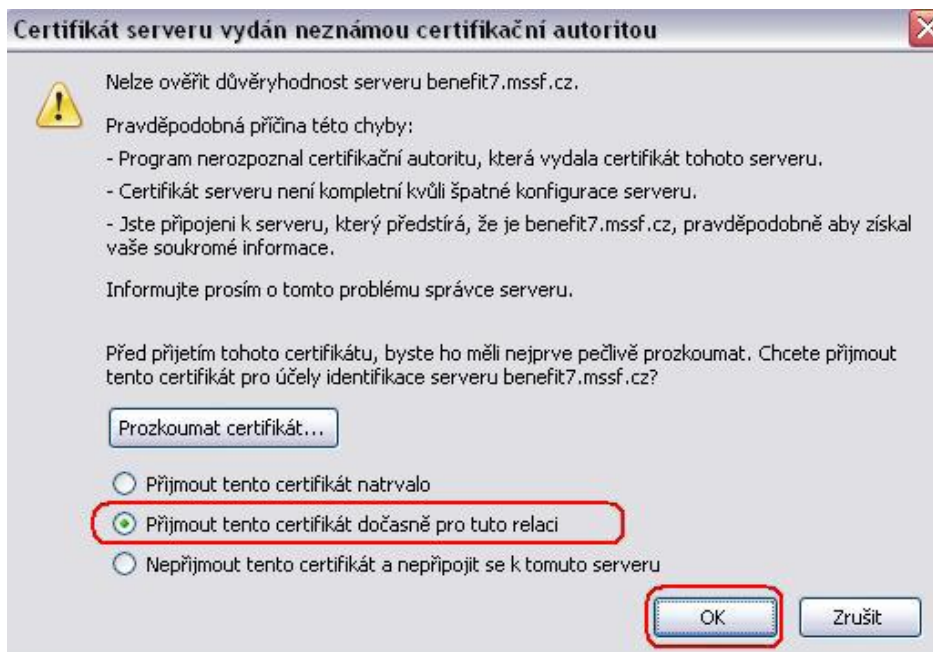 Certifikát serveru vydán neznámou certifikační autoritou
Nelze ověřit důvěryhodnost serveru benefit7.mssf.cz.
Pravděpodobná příčina této chyby:
- Program nerozpoznal certifikační autoritu, která vydala certifikát tohoto serveru.
- Certifikát serveru není kompletní kvůli špatné konfigurace serveru.
- Jste připojeni k serveru, který předstírá, že je benefit7.mssf.cz, pravděpodobně aby získal
vaše soukromé informace.
Informujte prosím o tomto problému správce serveru.
Před přijetím tohoto certifikátu, byste ho měli nejprve pečlivě prozkoumat. Chcete přijmout
tento certifikát pro účely identifikace serveru benefit7.mssf.cz?
Prozkoumat certifikát...
Přijmout tento certifikát natrvalo
Přijmout tento certifikát dočasně pro tuto relaci
Nepřijmout tento certifikát a nepřipojit se k tomuto serveru
OK
Zrušit